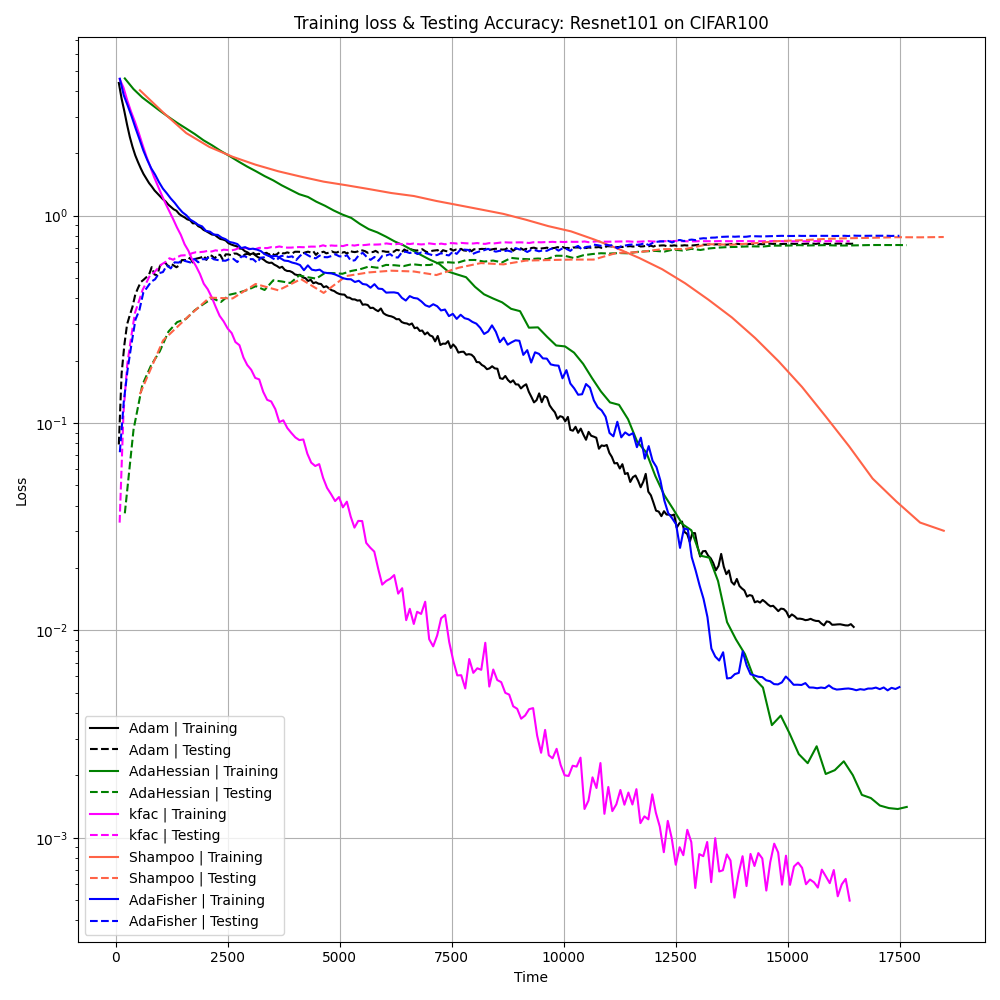 Training loss & Testing Accuracy: Resnet101 on CIFAR100
Loss
10^0
10^-1
10^-2
10^-3
Adam | Training
Adam | Testing
AdaHessian | Training
AdaHessian | Testing
kfac | Training
kfac | Testing
Shampoo | Training
Shampoo | Testing
AdaFisher | Training
AdaFisher | Testing
0 2500 5000 7500 10000 12500 15000 17500
Time